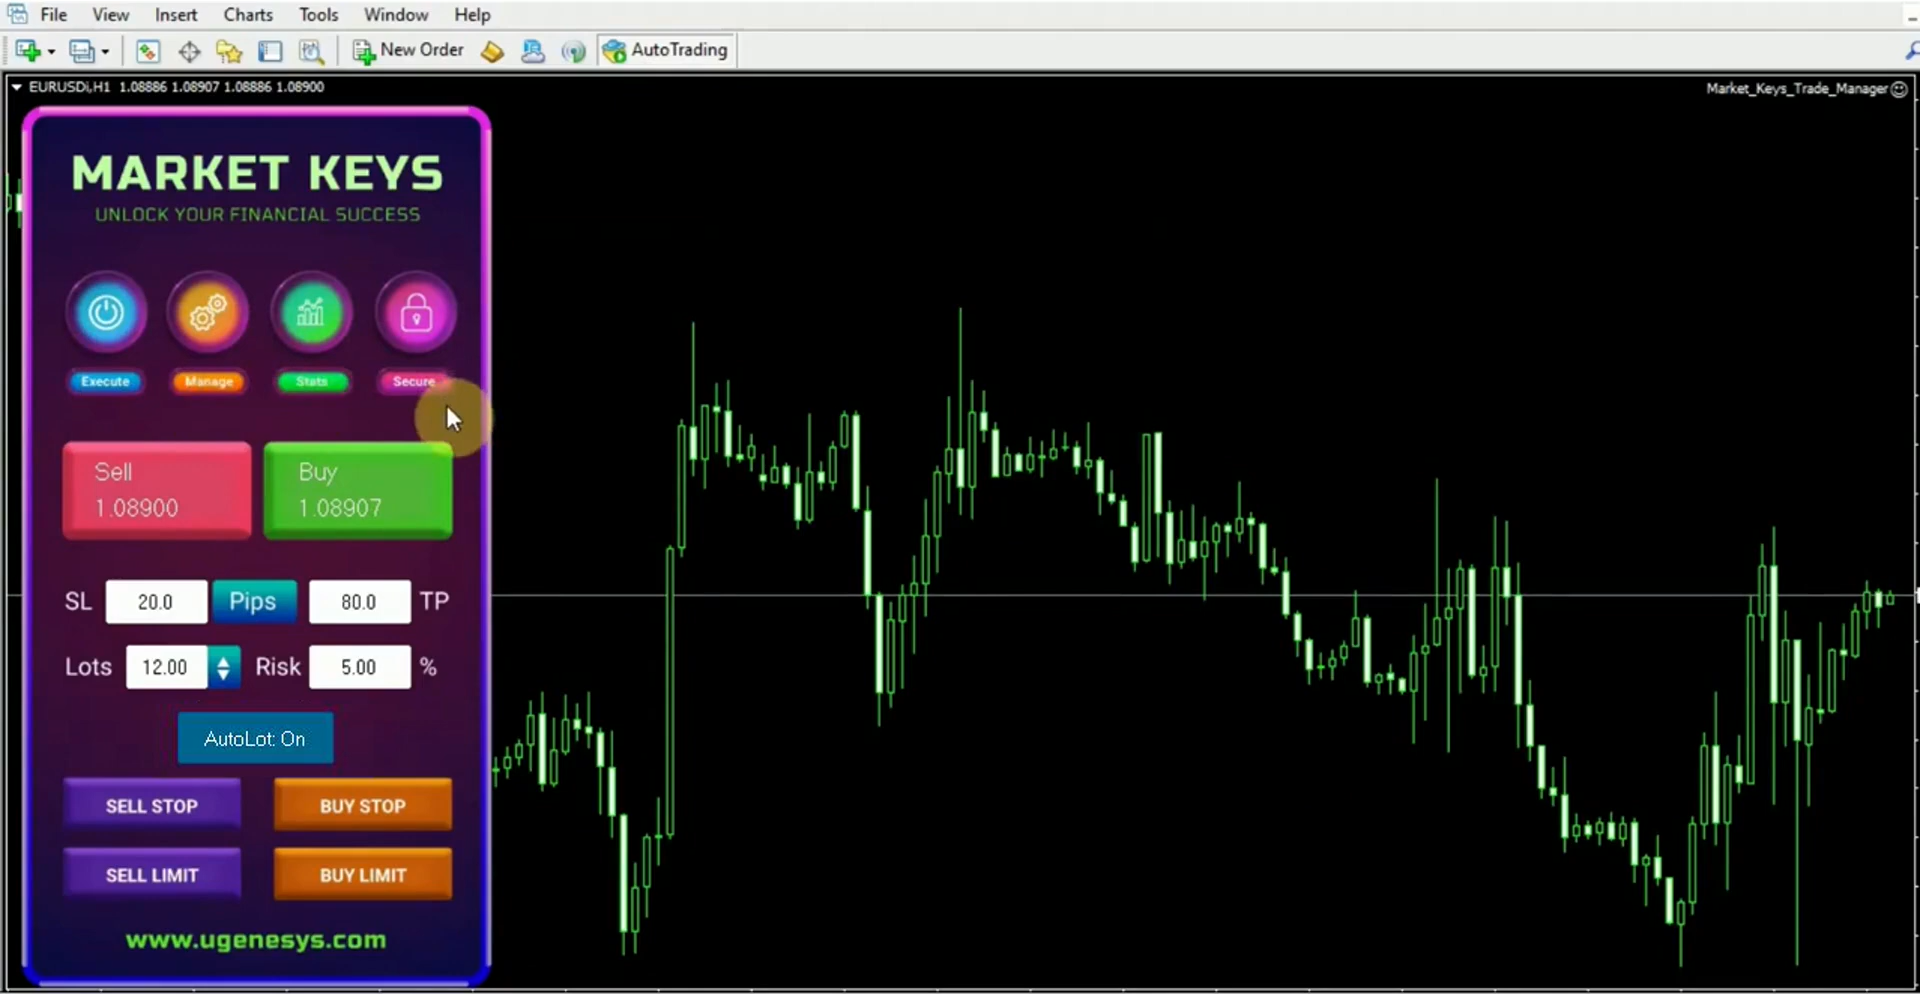 File View Insert Charts Tools Window Help
New Order AutoTrading
EURUSDi,H1 1.08886 1.08907 1.08886 1.08900
Market_Keys_Trade_Manager
MARKET KEYS
UNLOCK YOUR FINANCIAL SUCCESS
Execute Manage Stats Secure
Sell Buy
1.08900 1.08907
SL 20.0 Pips 80.0 TP
Lots 12.00 Risk 5.00 %
AutoLot: On
SELL STOP BUY STOP
SELL LIMIT BUY LIMIT
www.ugenesys.com